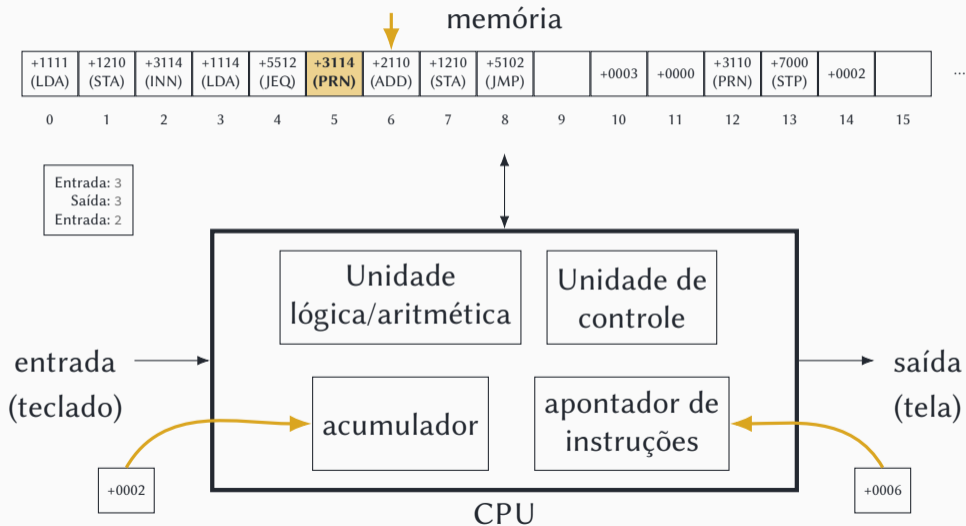 memória
+1111 +1210 +3114 +1114 +5512 +3114 +2110 +1210 +5102 +0003 +0000 +3110 +7000 +0002 ...
(LDA) (STA) (INN) (LDA) (JEQ) (PRN) (ADD) (STA) (JMP) (PRN) (STP)
0 1 2 3 4 5 6 7 8 9 10 11 12 13 14 15
Entrada: 3
Saída: 3
Entrada: 2
Unidade
lógica/aritmética
Unidade de
controle
entrada
(teclado)
saída
(tela)
acumulador
apontador de
instruções
+0002
+0006
CPU